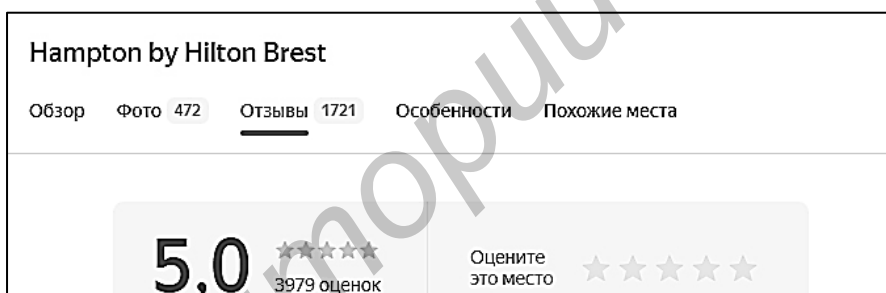 Hampton by Hilton Brest
Обзор Фото 472 Отзывы 1721 Особенности Похожие места
5,0
3979 оценок
Оцените
это место